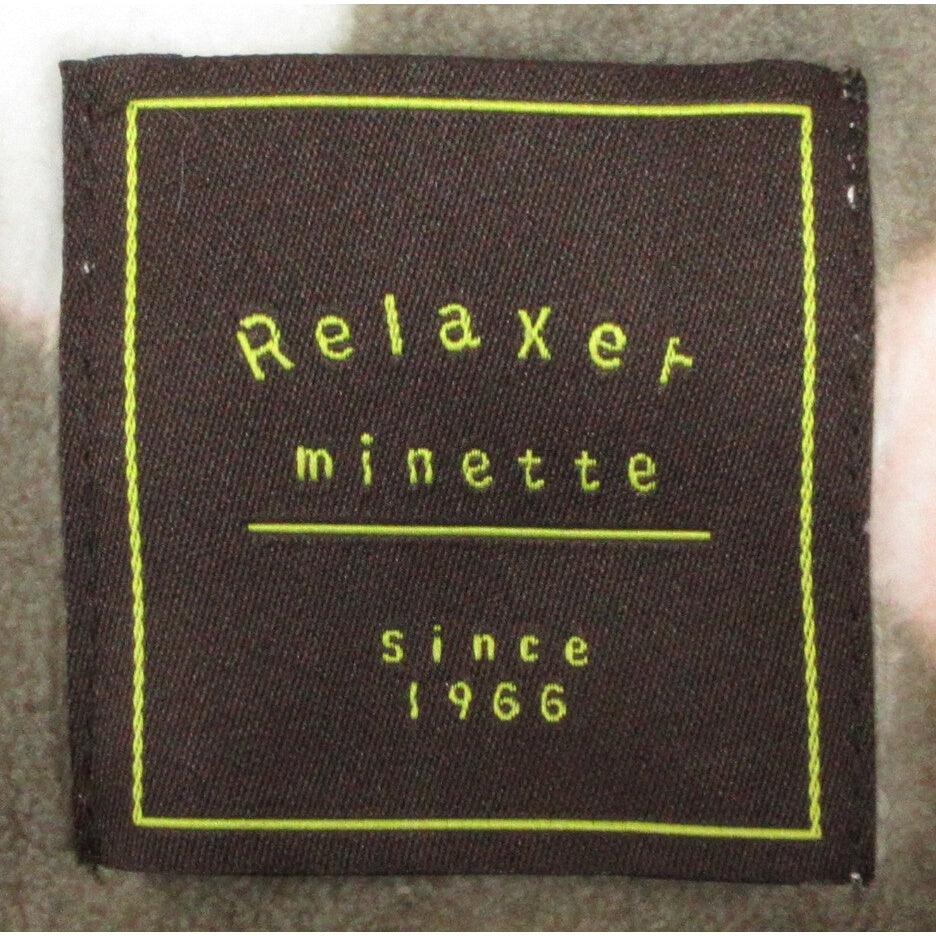 Relaxer
minette
Since
1966